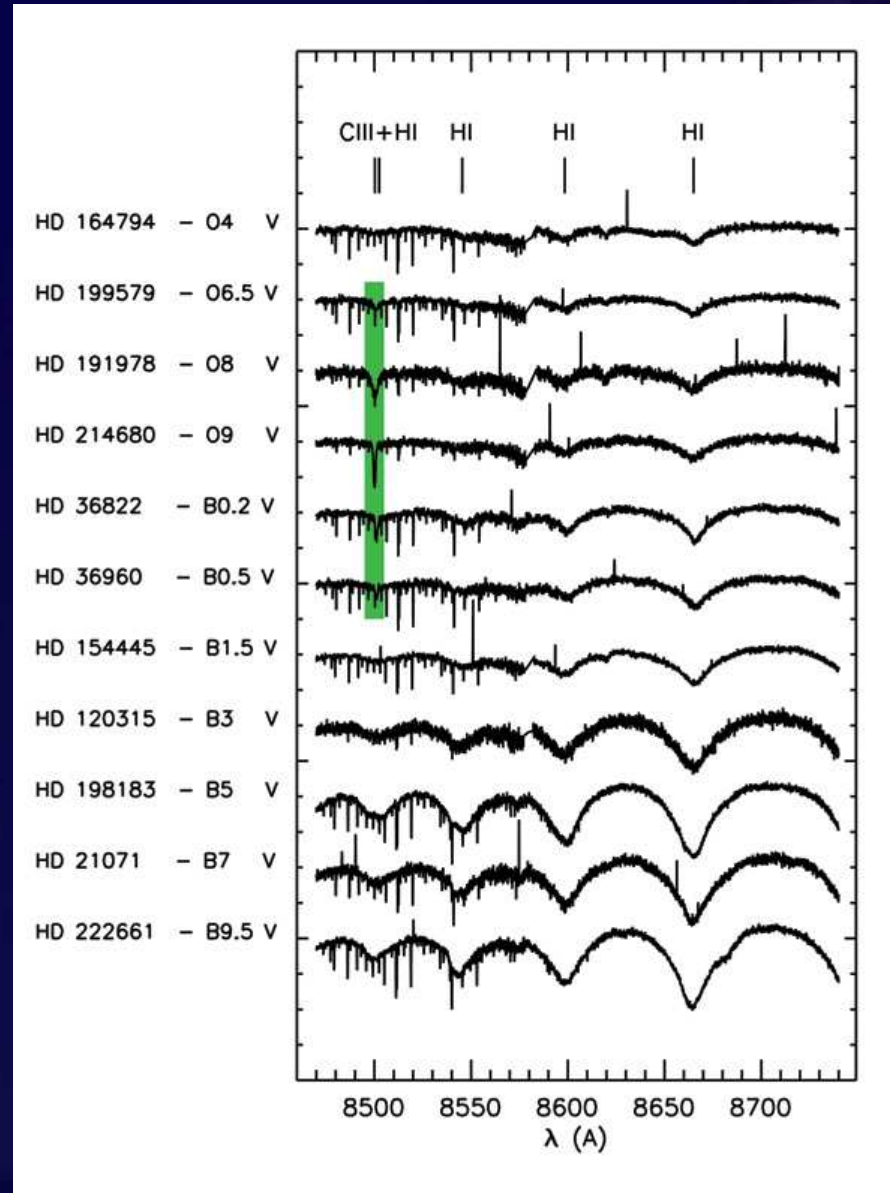 CIII+HI HI HI HI
HD 164794 – O4 V
HD 199579 – O6.5 V
HD 191978 – O8 V
HD 214680 – O9 V
HD 36822 – B0.2 V
HD 36960 – B0.5 V
HD 154445 – B1.5 V
HD 120315 – B3 V
HD 198183 – B5 V
HD 21071 – B7 V
HD 222661 – B9.5 V
8500 8550 8600 8650 8700
λ (A)